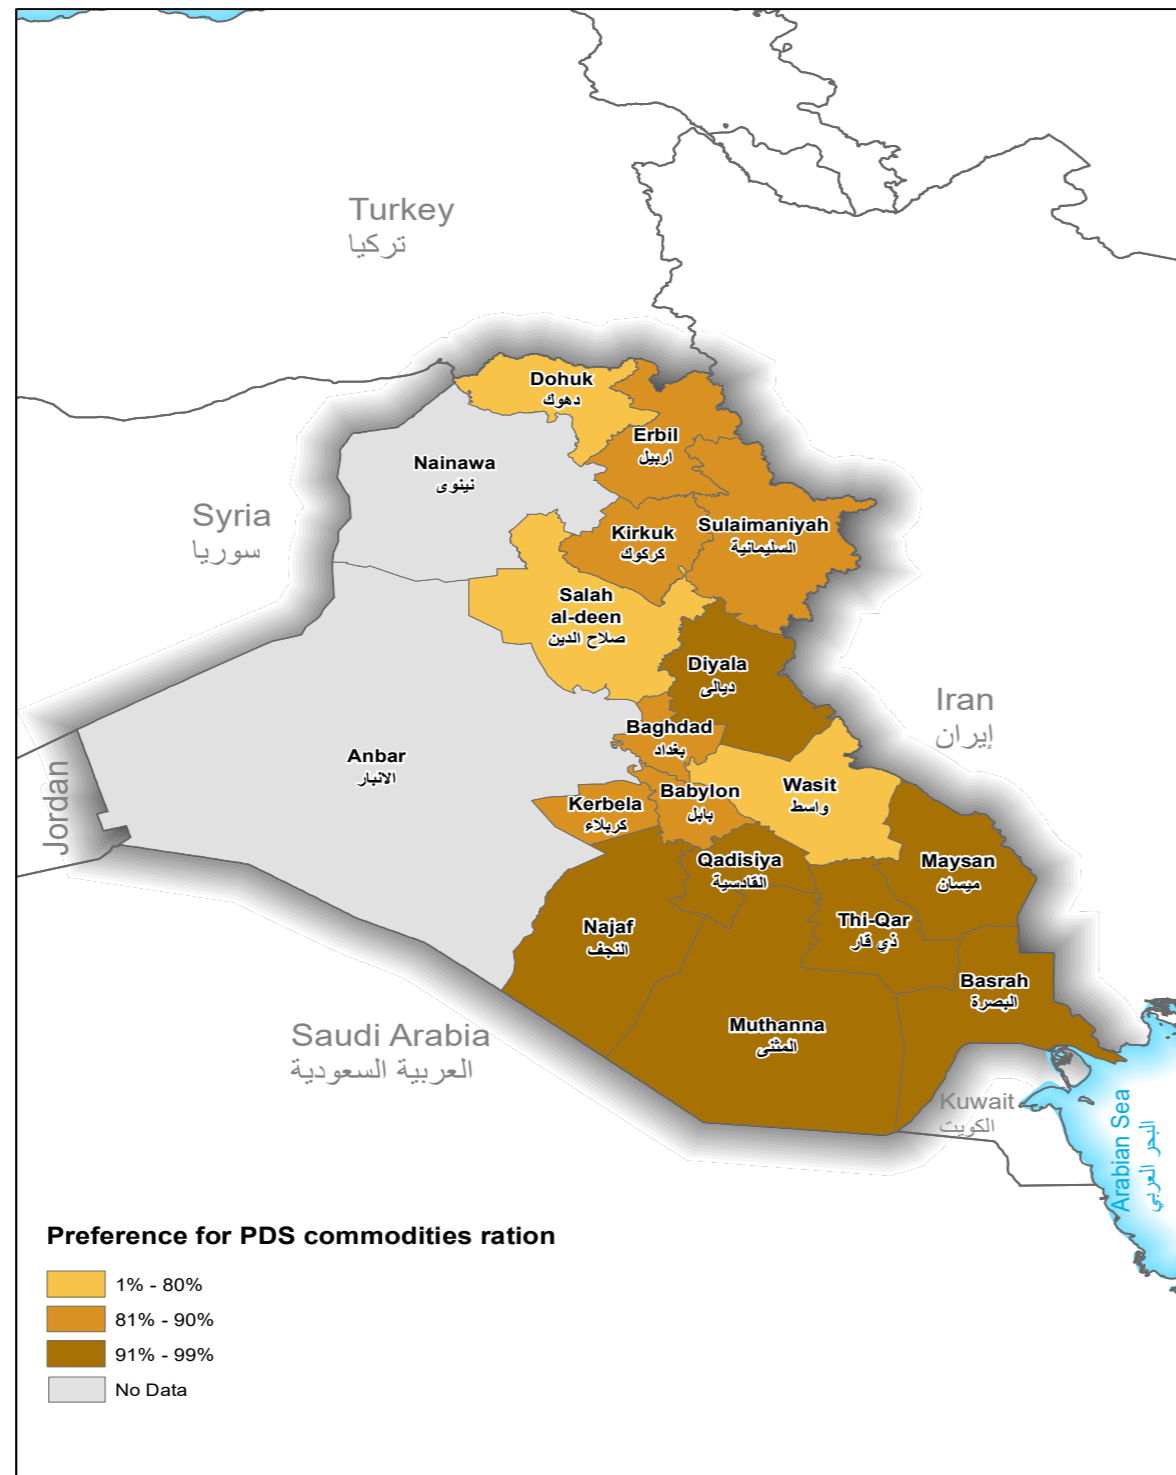 Turkey
تركيا
Dohuk
دهوك
Erbil
اربيل
Nainawa
نينوى
Syria
سوريا
Kirkuk
كركوك
Sulaimaniyah
السليمانية
Salah
al-deen
صلاح الدين
Diyala
ديالى
Iran
إيران
Baghdad
بغداد
Anbar
الانبار
Jordan
Wasit
واسط
Kerbela
كربلاء
Babylon
بابل
Qadisiya
القادسية
Maysan
ميسان
Najaf
النجف
Thi-Qar
ذي قار
Basrah
البصرة
Muthanna
المثنى
Saudi Arabia
العربية السعودية
Kuwait
الكويت
Arabian Sea
البحر العربي
Preference for PDS commodities ration
1% - 80%
81% - 90%
91% - 99%
No Data